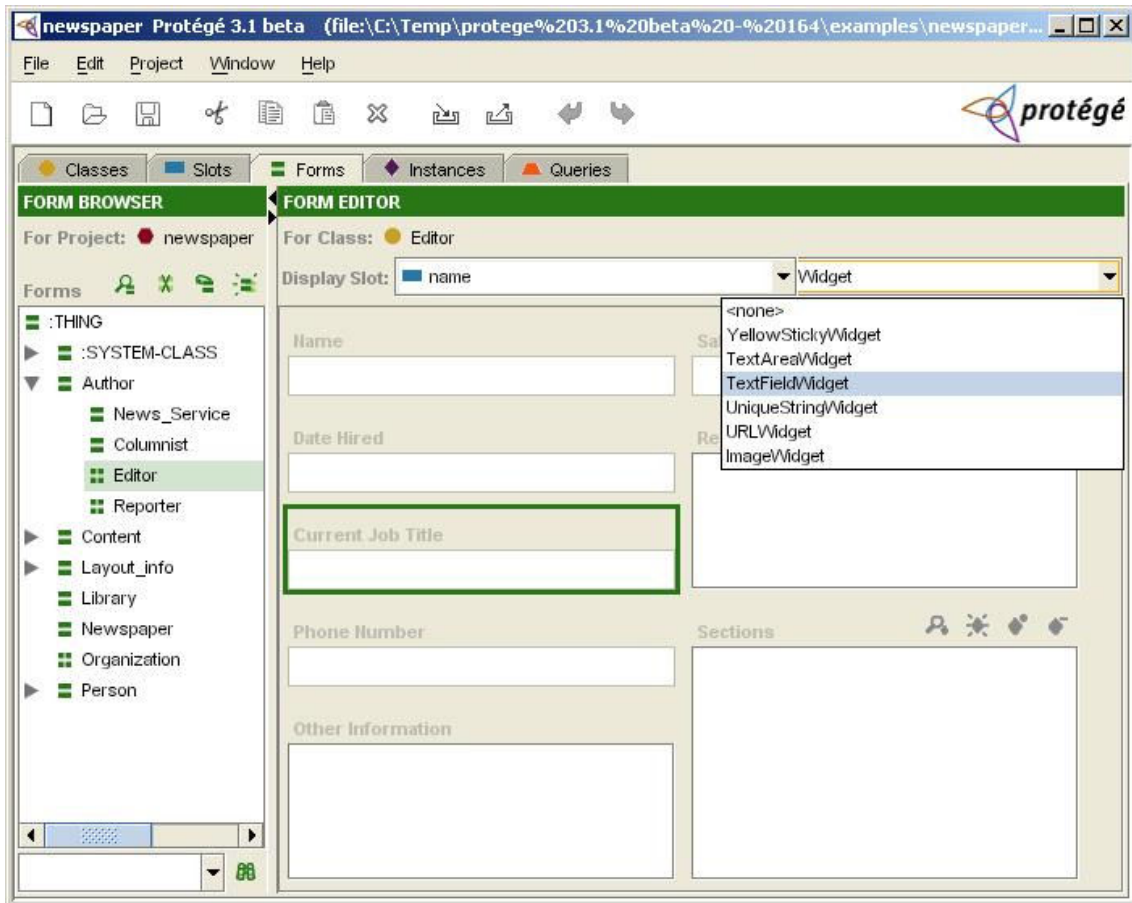 newspaper Protégé 3.1 beta (file:\C:\Temp\protege%203.1%20beta%20-%20164\examples\newspaper...
File Edit Project Window Help
protégé
Classes Slots Forms Instances Queries
FORM BROWSER
FORM EDITOR
For Project: newspaper
For Class: Editor
Forms
Display Slot: name
Widget
:THING
:SYSTEM-CLASS
Author
News_Service
Columnist
Editor
Reporter
Content
Layout_info
Library
Newspaper
Organization
Person
<none>
YellowStickyWidget
TextAreaWidget
TextFieldWidget
UniqueStringWidget
URLWidget
ImageWidget
Name
Sa
Date Hired
Re
Current Job Title
Phone Number
Sections
Other Information